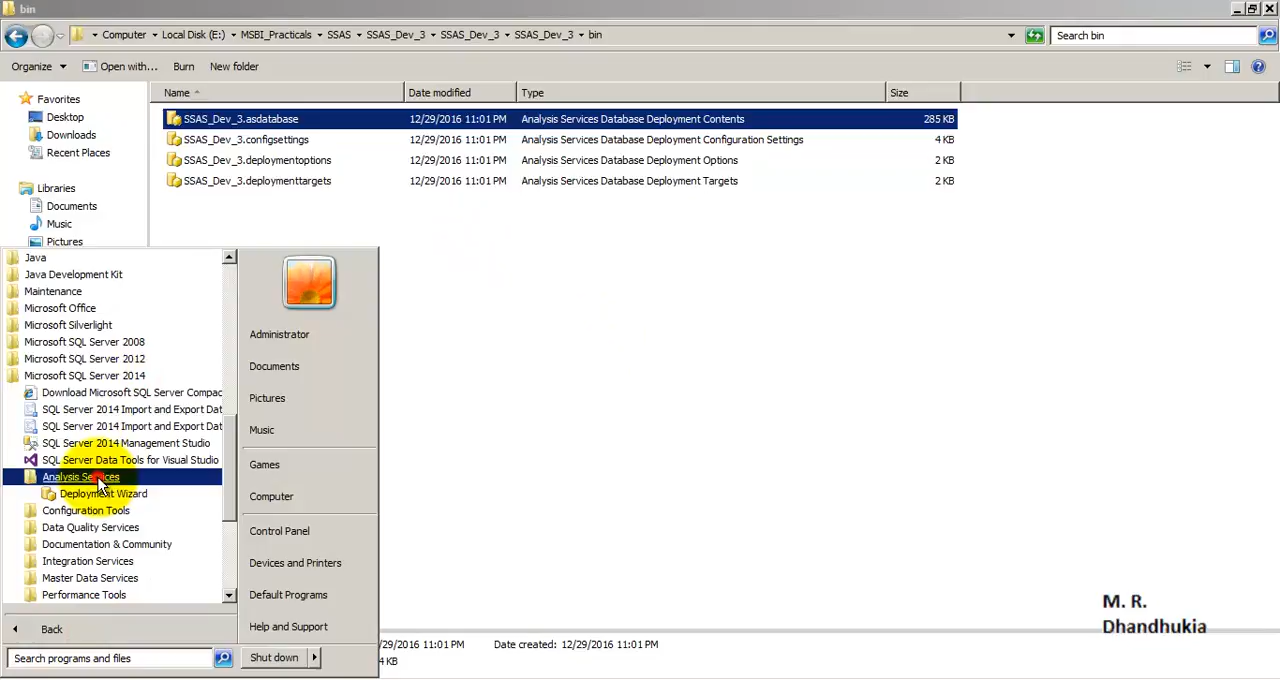 bin
Computer Local Disk (E:) MSBI_Practicals SSAS SSAS_Dev_3 SSAS_Dev_3 SSAS_Dev_3 bin
Search bin
Organize Open with... Burn New folder
Name Date modified Type Size
Favorites
Desktop
Downloads
Recent Places
Libraries
Documents
Music
Pictures
SSAS_Dev_3.asdatabase 12/29/2016 11:01 PM Analysis Services Database Deployment Contents 285 KB
SSAS_Dev_3.configsettings 12/29/2016 11:01 PM Analysis Services Database Deployment Configuration Settings 4 KB
SSAS_Dev_3.deploymentoptions 12/29/2016 11:01 PM Analysis Services Database Deployment Options 2 KB
SSAS_Dev_3.deploymenttargets 12/29/2016 11:01 PM Analysis Services Database Deployment Targets 2 KB
Java
Java Development Kit
Maintenance
Microsoft Office
Microsoft Silverlight
Microsoft SQL Server 2008
Microsoft SQL Server 2012
Microsoft SQL Server 2014
Download Microsoft SQL Server Compac
SQL Server 2014 Import and Export Dat
SQL Server 2014 Import and Export Dat
SQL Server 2014 Management Studio
SQL Server Data Tools for Visual Studio
Analysis Services
Deployment Wizard
Configuration Tools
Data Quality Services
Documentation & Community
Integration Services
Master Data Services
Performance Tools
Back
Search programs and files
Administrator
Documents
Pictures
Music
Games
Computer
Control Panel
Devices and Printers
Default Programs
Help and Support
Shut down
/29/2016 11:01 PM Date created: 12/29/2016 11:01 PM
4 KB
M. R.
Dhandhukia